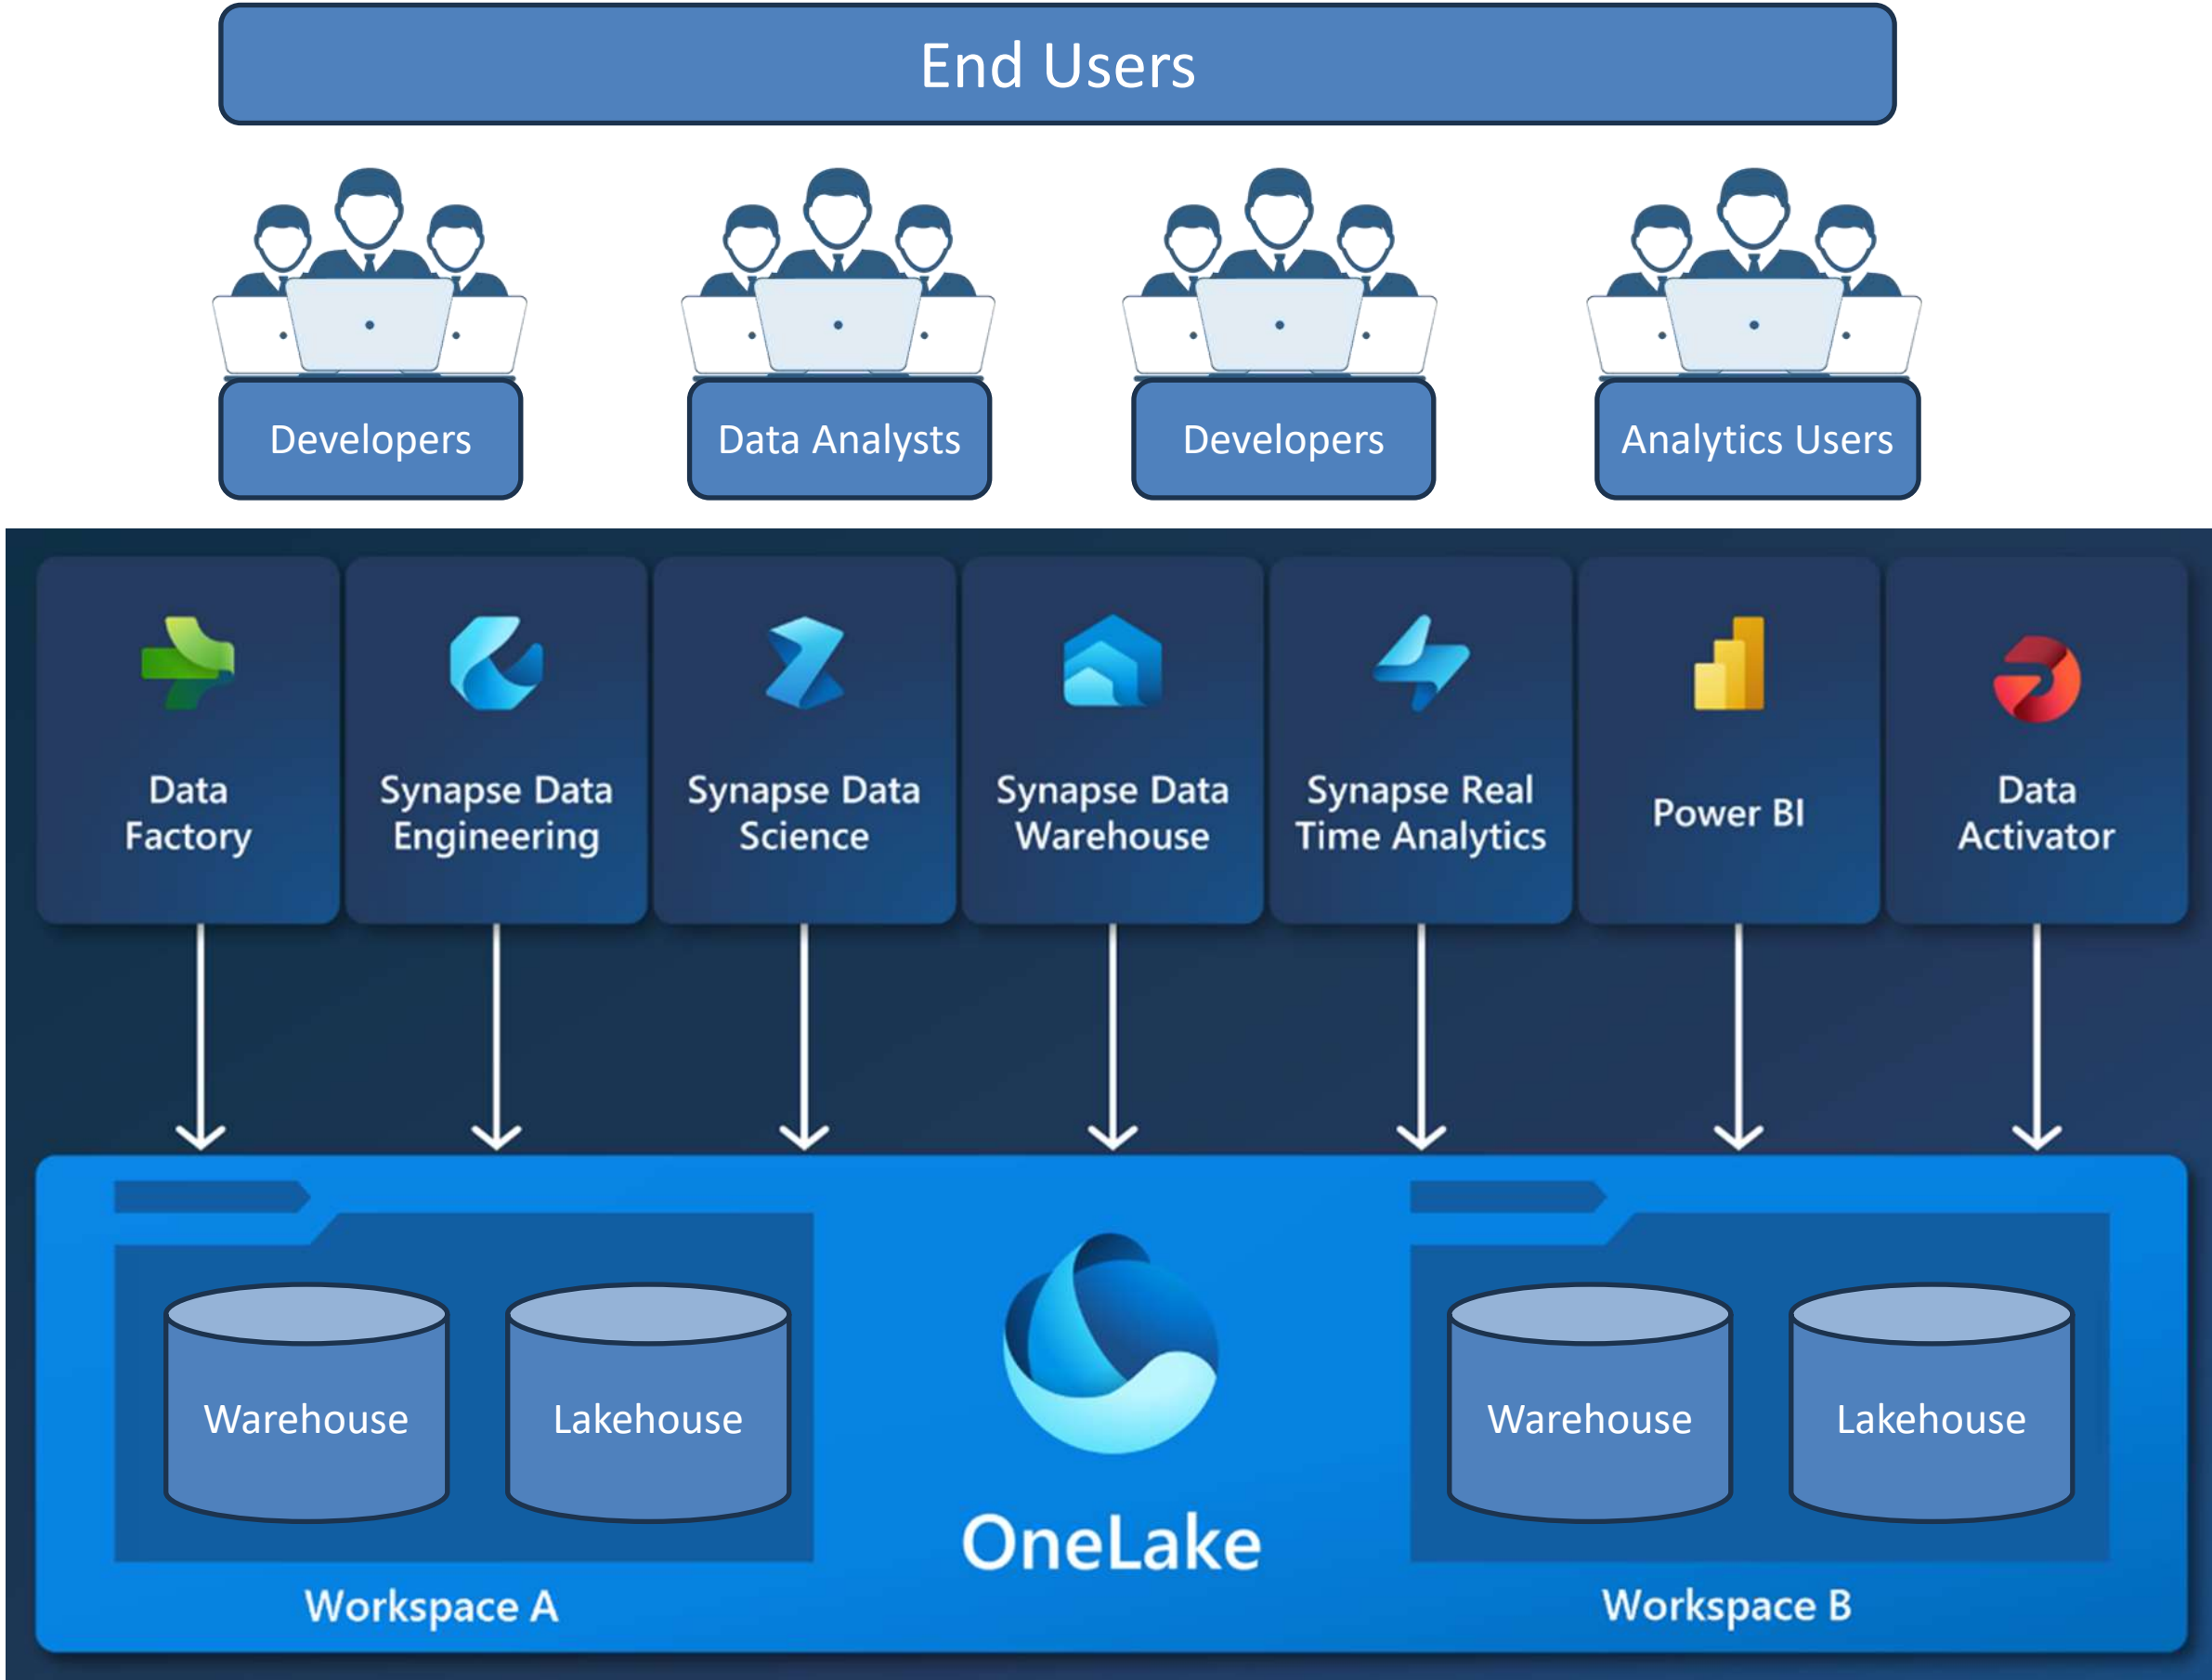 End Users
Developers
Data Analysts
Developers
Analytics Users
Data
Factory
Synapse Data
Engineering
Synapse Data
Science
Synapse Data
Warehouse
Synapse Real
Time Analytics
Power BI
Data
Activator
Warehouse
Lakehouse
Workspace A
OneLake
Warehouse
Lakehouse
Workspace B